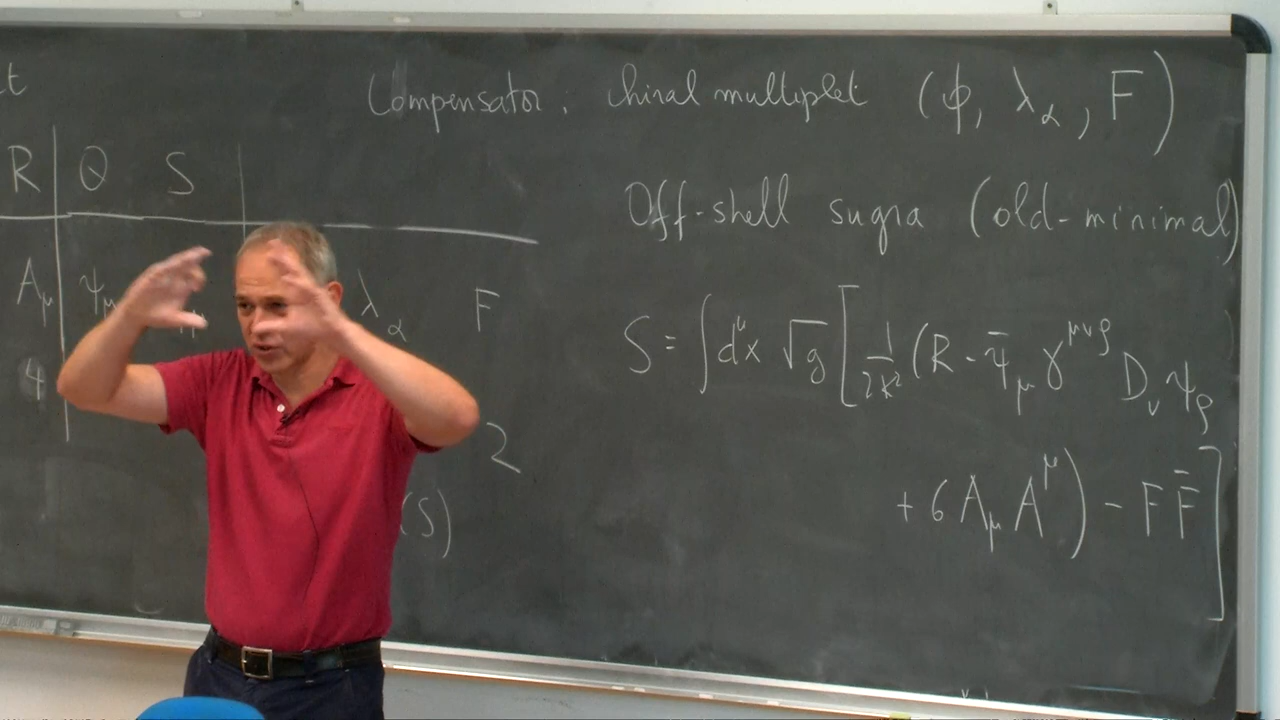 t
Compensator: chiral multiplet (ϕ, λ_α, F)
R Q S
Off-shell sugra (old-minimal)
A_μ ψ_μ λ_α F
S = ∫ d⁴x √g [ 1/2κ² (R - ψ̄_μ γ^{μνρ} D_ν ψ_ρ
4
2
+ 6 A_μ A^μ) - F F̄ ]
(S)